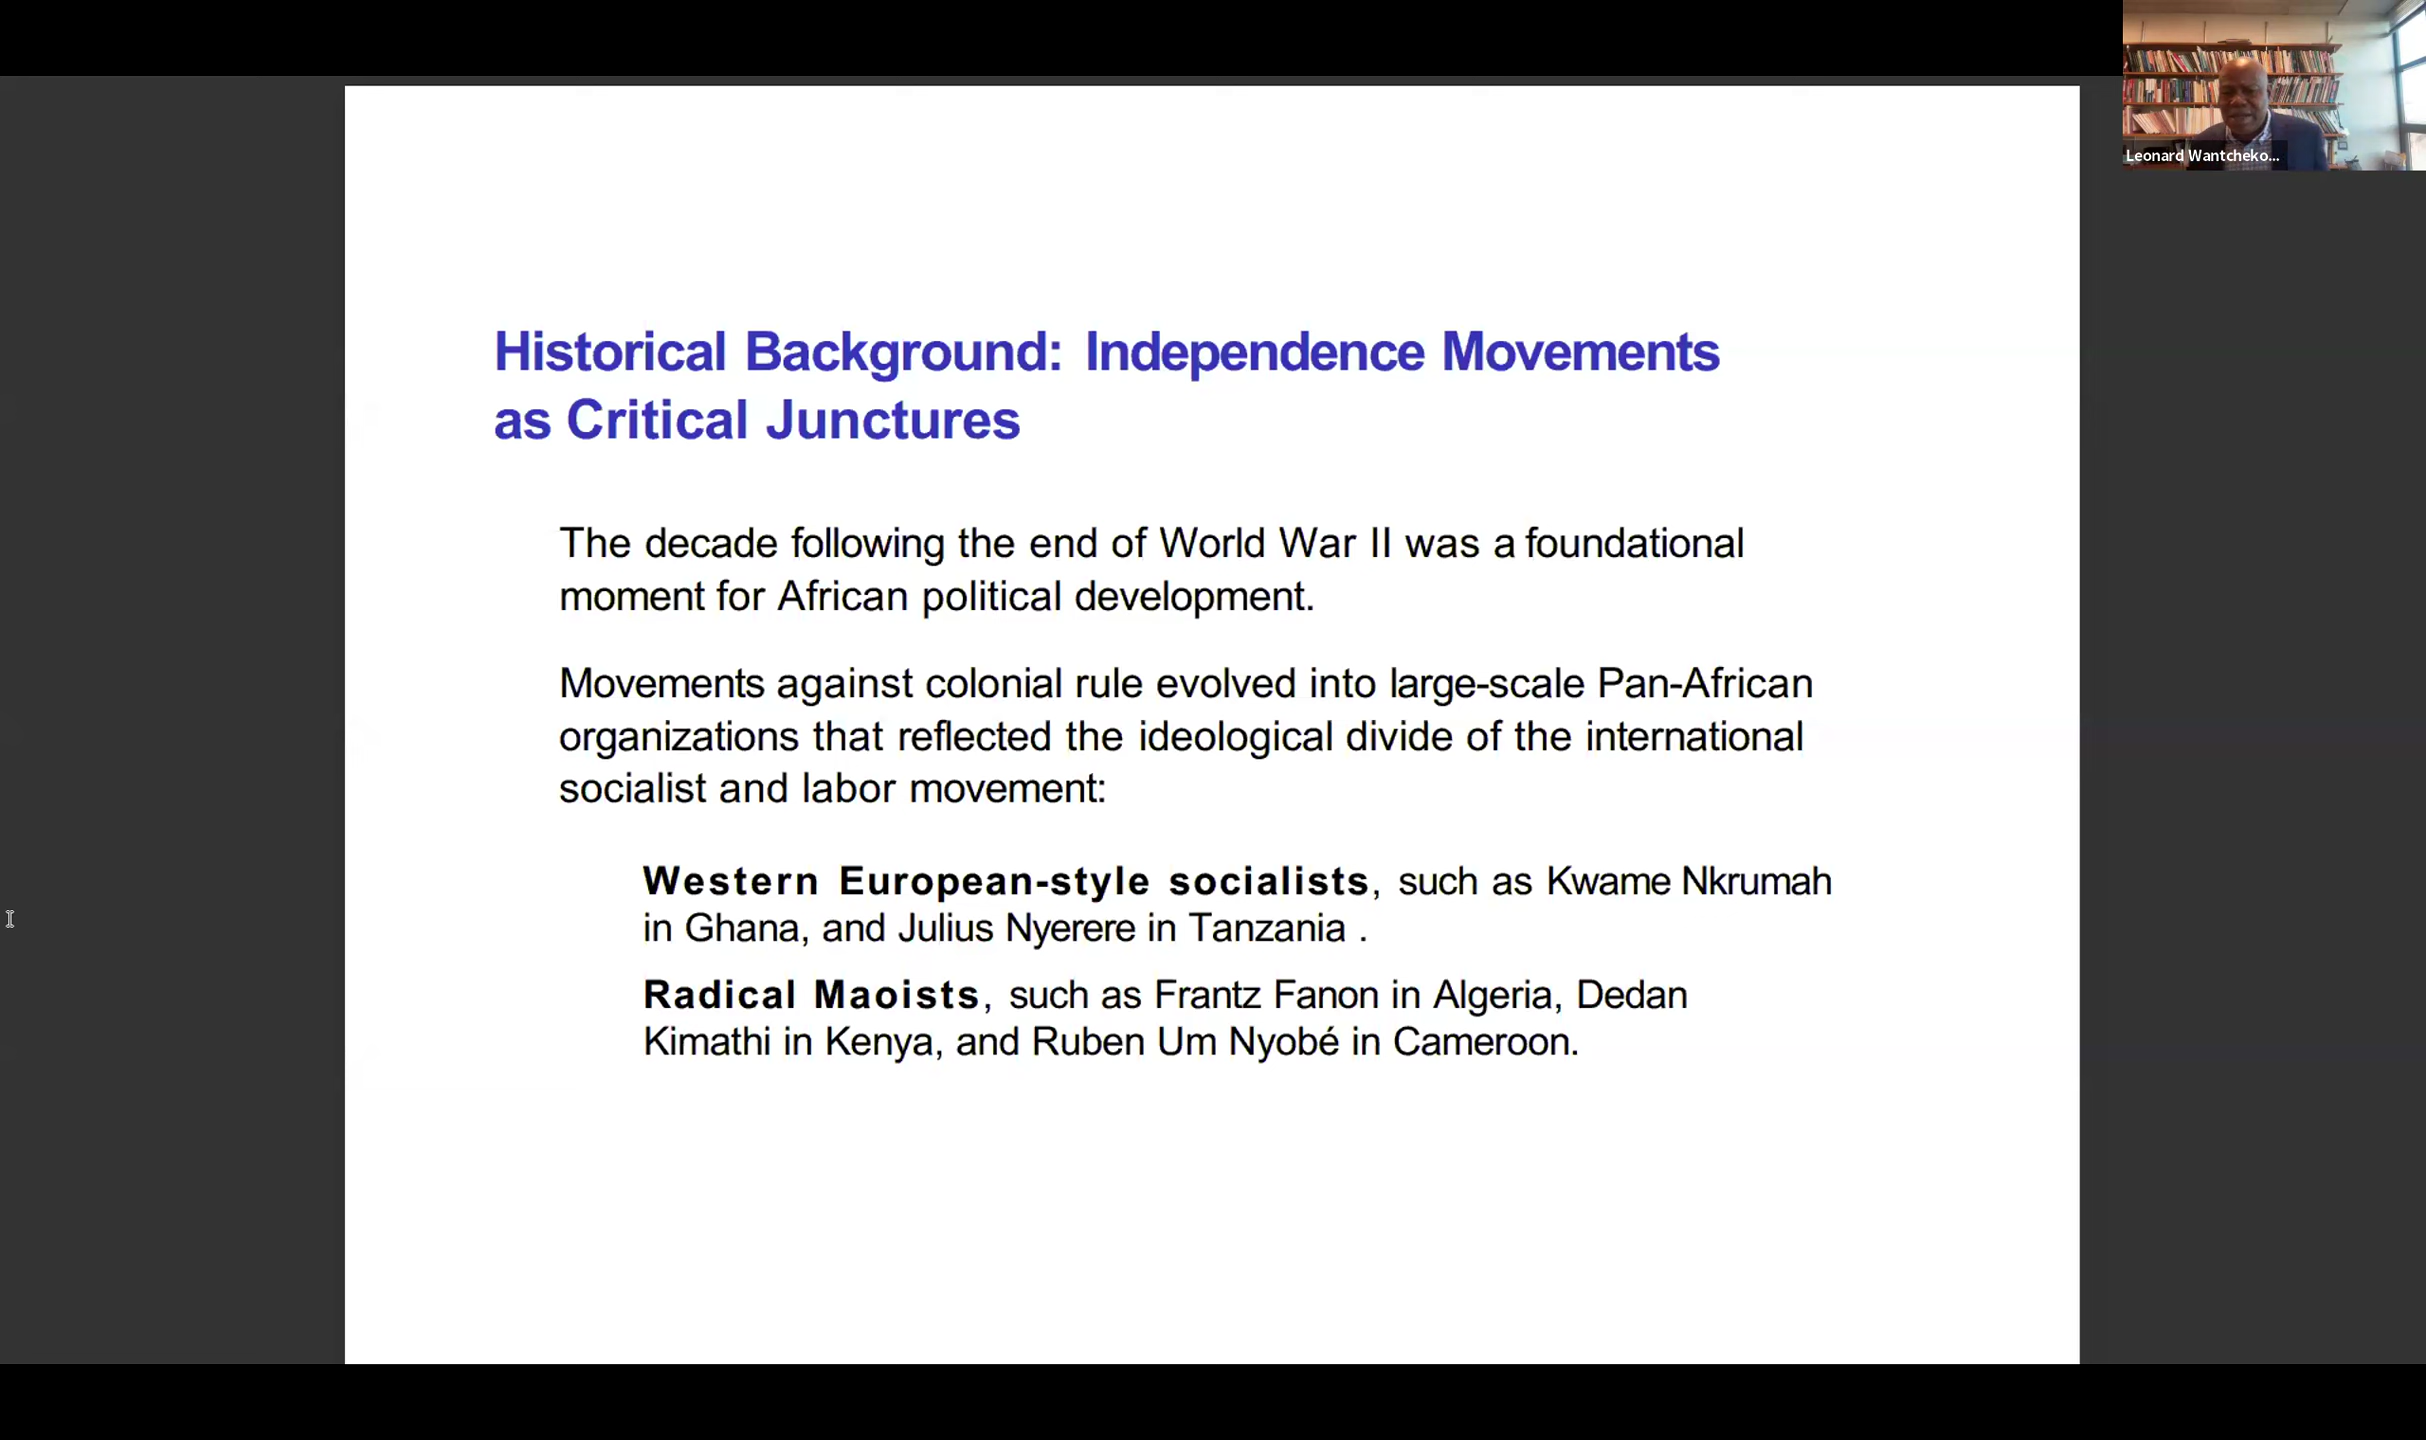 Leonard Wantcheko...
Historical Background: Independence Movements
as Critical Junctures
The decade following the end of World War II was a foundational
moment for African political development.
Movements against colonial rule evolved into large-scale Pan-African
organizations that reflected the ideological divide of the international
socialist and labor movement:
Western European-style socialists, such as Kwame Nkrumah
in Ghana, and Julius Nyerere in Tanzania .
Radical Maoists, such as Frantz Fanon in Algeria, Dedan
Kimathi in Kenya, and Ruben Um Nyobé in Cameroon.